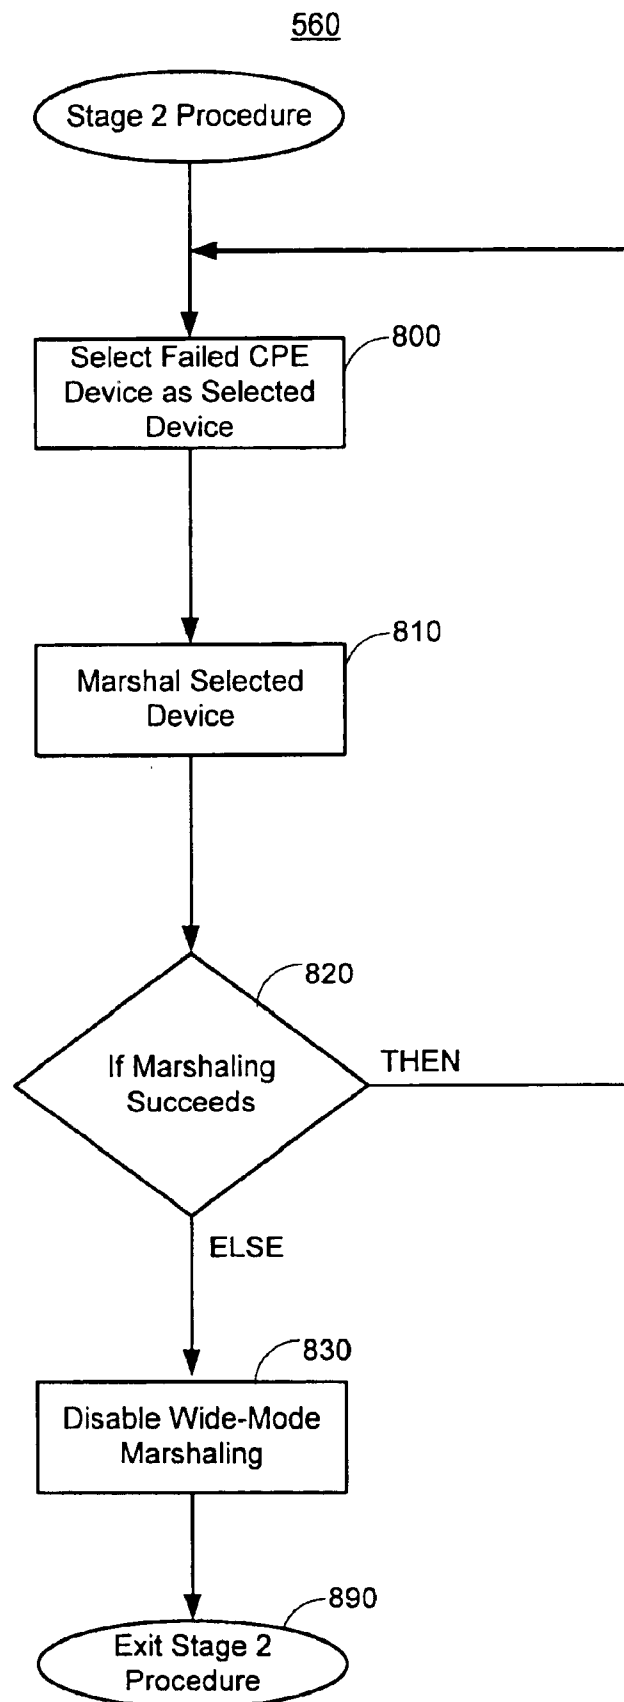 560
Stage 2 Procedure
800
Select Failed CPE
Device as Selected
Device
810
Marshal Selected
Device
820
If Marshaling
Succeeds
THEN
ELSE
830
Disable Wide-Mode
Marshaling
890
Exit Stage 2
Procedure